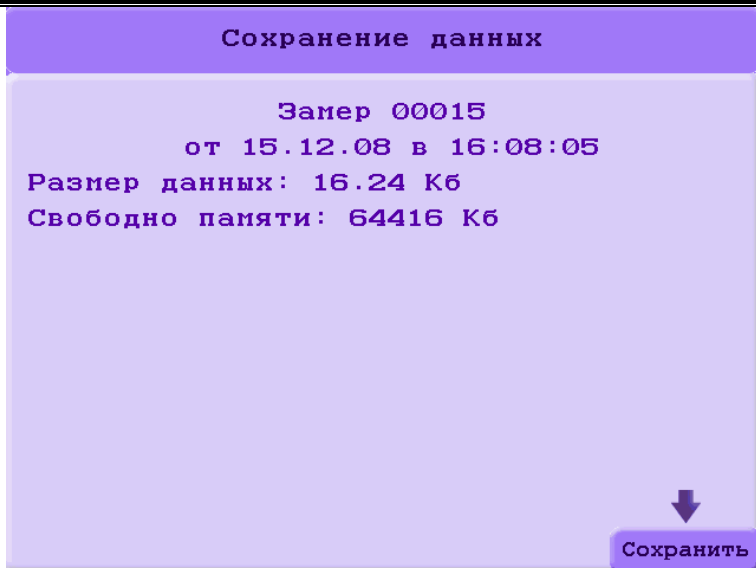 Сохранение данных
Замер 00015
от 15.12.08 в 16:08:05
Размер данных: 16.24 Кб
Свободно памяти: 64416 Кб
Сохранить